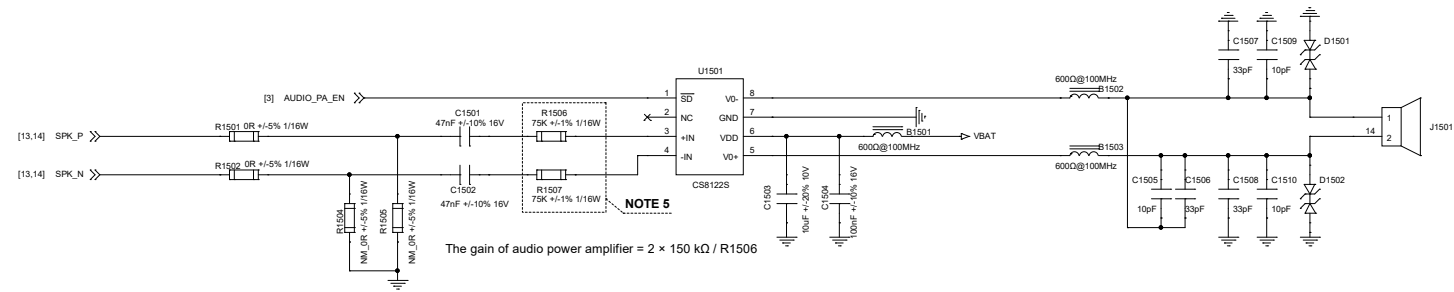 C1507
C1509
D1501
33pF
10pF
U1501
600Ω@100MHz
B1502
[3] AUDIO_PA_EN
1
SD
V0-
8
C1501
47nF +/-10% 16V
R1506
75K +/-1% 1/16W
2
NC
GND
7
[13,14] SPK_P
R1501
0R +/-5% 1/16W
3
+IN
VDD
6
B1501
VBAT
600Ω@100MHz
1
14
2
J1501
[13,14] SPK_N
R1502
0R +/-5% 1/16W
4
-IN
V0+
5
B1503
600Ω@100MHz
C1502
47nF +/-10% 16V
R1507
75K +/-1% 1/16W
CS8122S
NOTE 5
R1504
NM_0R +/-5% 1/16W
R1505
NM_0R +/-5% 1/16W
C1503
10uF +/-20% 10V
C1504
100nF +/-10% 16V
C1505
C1506
C1508
C1510
D1502
10pF
33pF
33pF
10pF
The gain of audio power amplifier = 2 × 150 kΩ / R1506